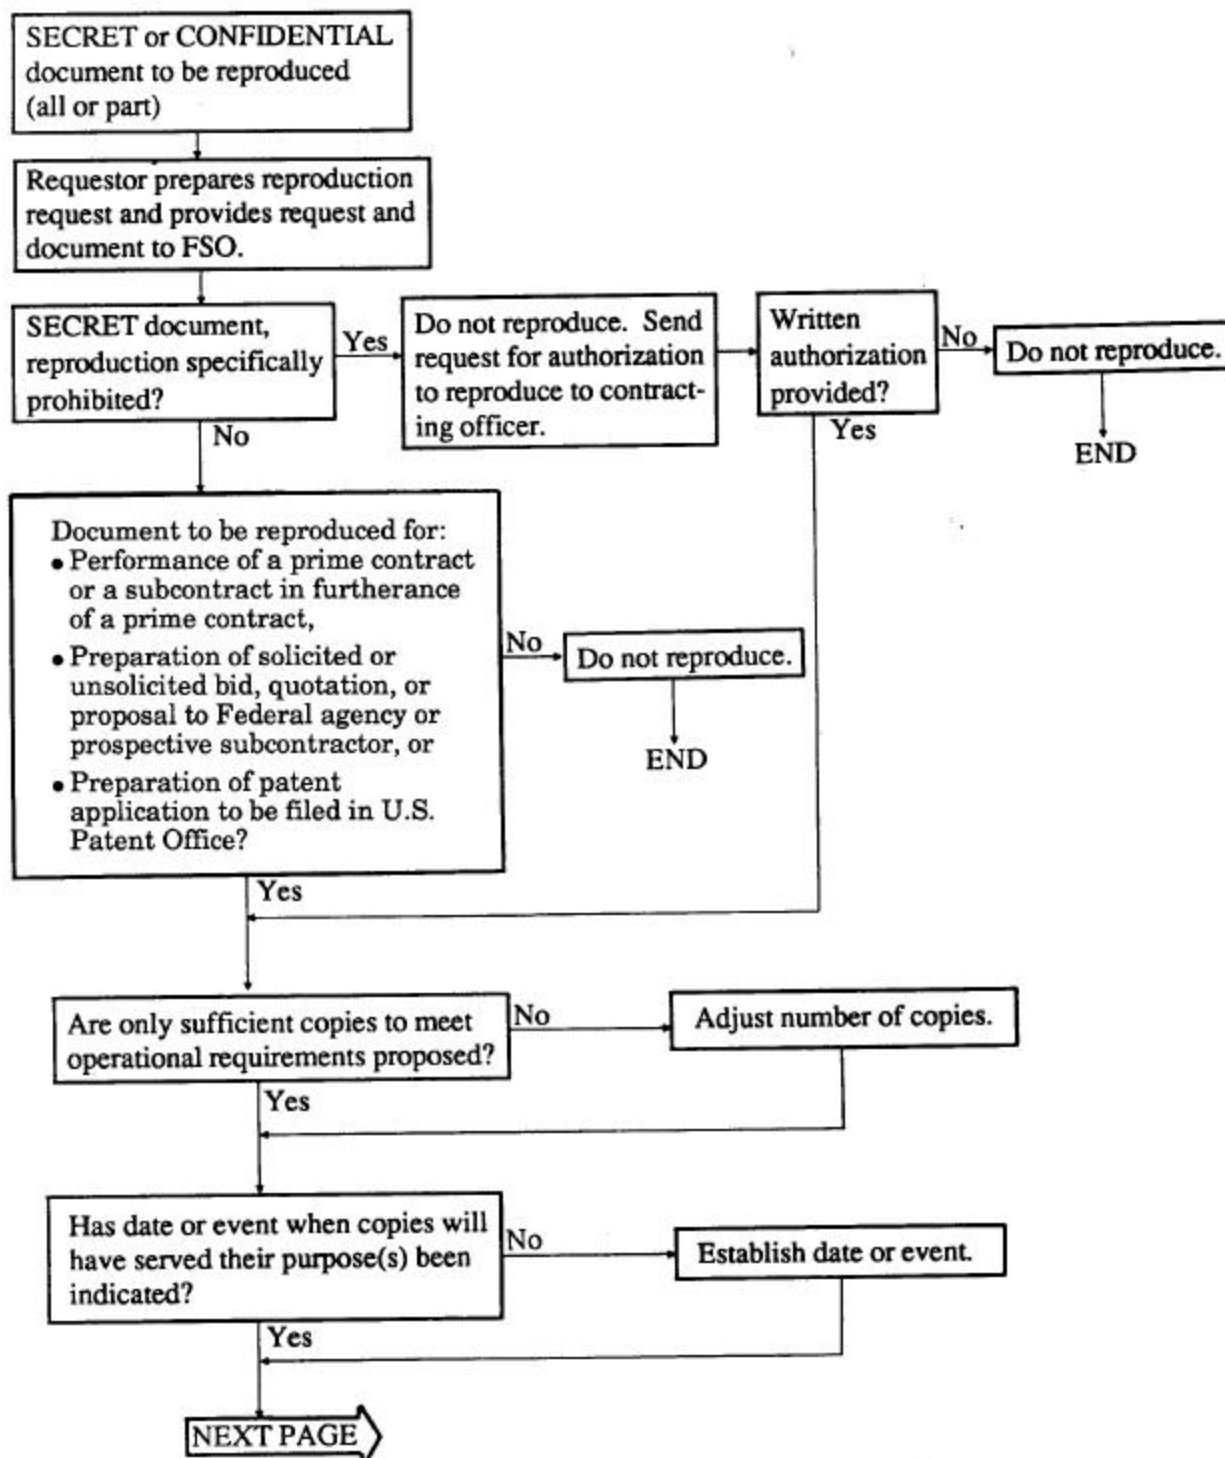 SECRET or CONFIDENTIAL
document to be reproduced
(all or part)
Requestor prepares reproduction
request and provides request and
document to FSO.
SECRET document,
reproduction specifically
prohibited?
Yes
No
Do not reproduce. Send
request for authorization
to reproduce to contract-
ing officer.
Written
authorization
provided?
No
Yes
Do not reproduce.
END
Document to be reproduced for:
• Performance of a prime contract
or a subcontract in furtherance
of a prime contract,
• Preparation of solicited or
unsolicited bid, quotation, or
proposal to Federal agency or
prospective subcontractor, or
• Preparation of patent
application to be filed in U.S.
Patent Office?
No
Do not reproduce.
END
Yes
Are only sufficient copies to meet
operational requirements proposed?
No
Adjust number of copies.
Yes
Has date or event when copies will
have served their purpose(s) been
indicated?
No
Establish date or event.
Yes
NEXT PAGE